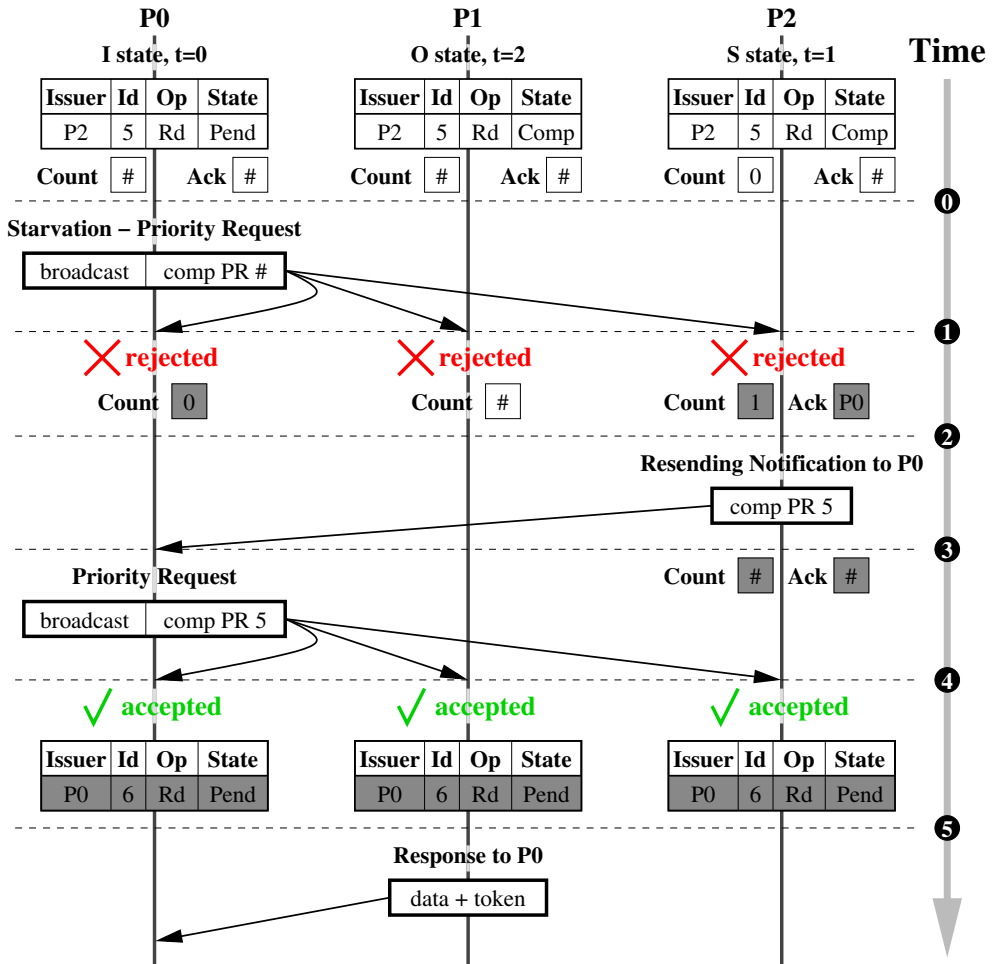 P0 P1 P2
I state, t=0 O state, t=2 S state, t=1 Time
Issuer Id Op State Issuer Id Op State Issuer Id Op State
P2 5 Rd Pend P2 5 Rd Comp P2 5 Rd Comp
Count # Ack # Count # Ack # Count 0 Ack #
0
Starvation – Priority Request
broadcast comp PR #
1
rejected rejected rejected
Count 0 Count # Count 1 Ack P0
2
Resending Notification to P0
comp PR 5
3
Priority Request Count # Ack #
broadcast comp PR 5
4
accepted accepted accepted
Issuer Id Op State Issuer Id Op State Issuer Id Op State
P0 6 Rd Pend P0 6 Rd Pend P0 6 Rd Pend
5
Response to P0
data + token